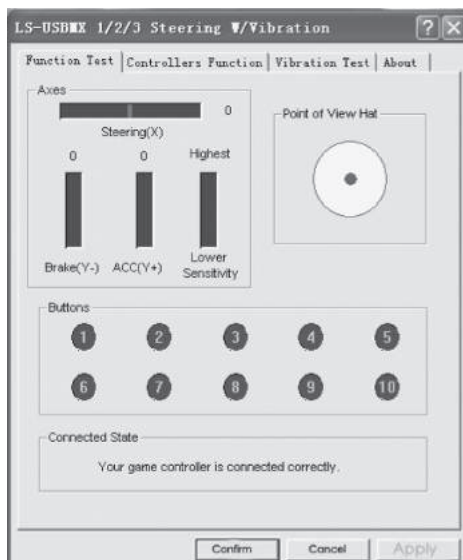 LS-USBMX 1/2/3 Steering W/Vibration
Function Test Controllers Function Vibration Test About
Axes
0
Steering(X)
0 0 Highest
Brake(Y-) ACC(Y+) Lower
Sensitivity
Point of View Hat
Buttons
1 2 3 4 5
6 7 8 9 10
Connected State
Your game controller is connected correctly.
Confirm Cancel Apply